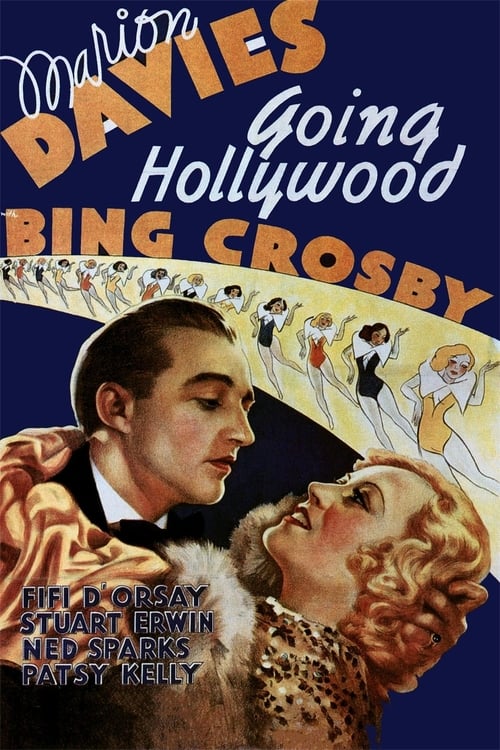 Marion
DAVIES
Going
Hollywood
with
BING CROSBY
FIFI D'ORSAY
STUART ERWIN
NED SPARKS
PATSY KELLY